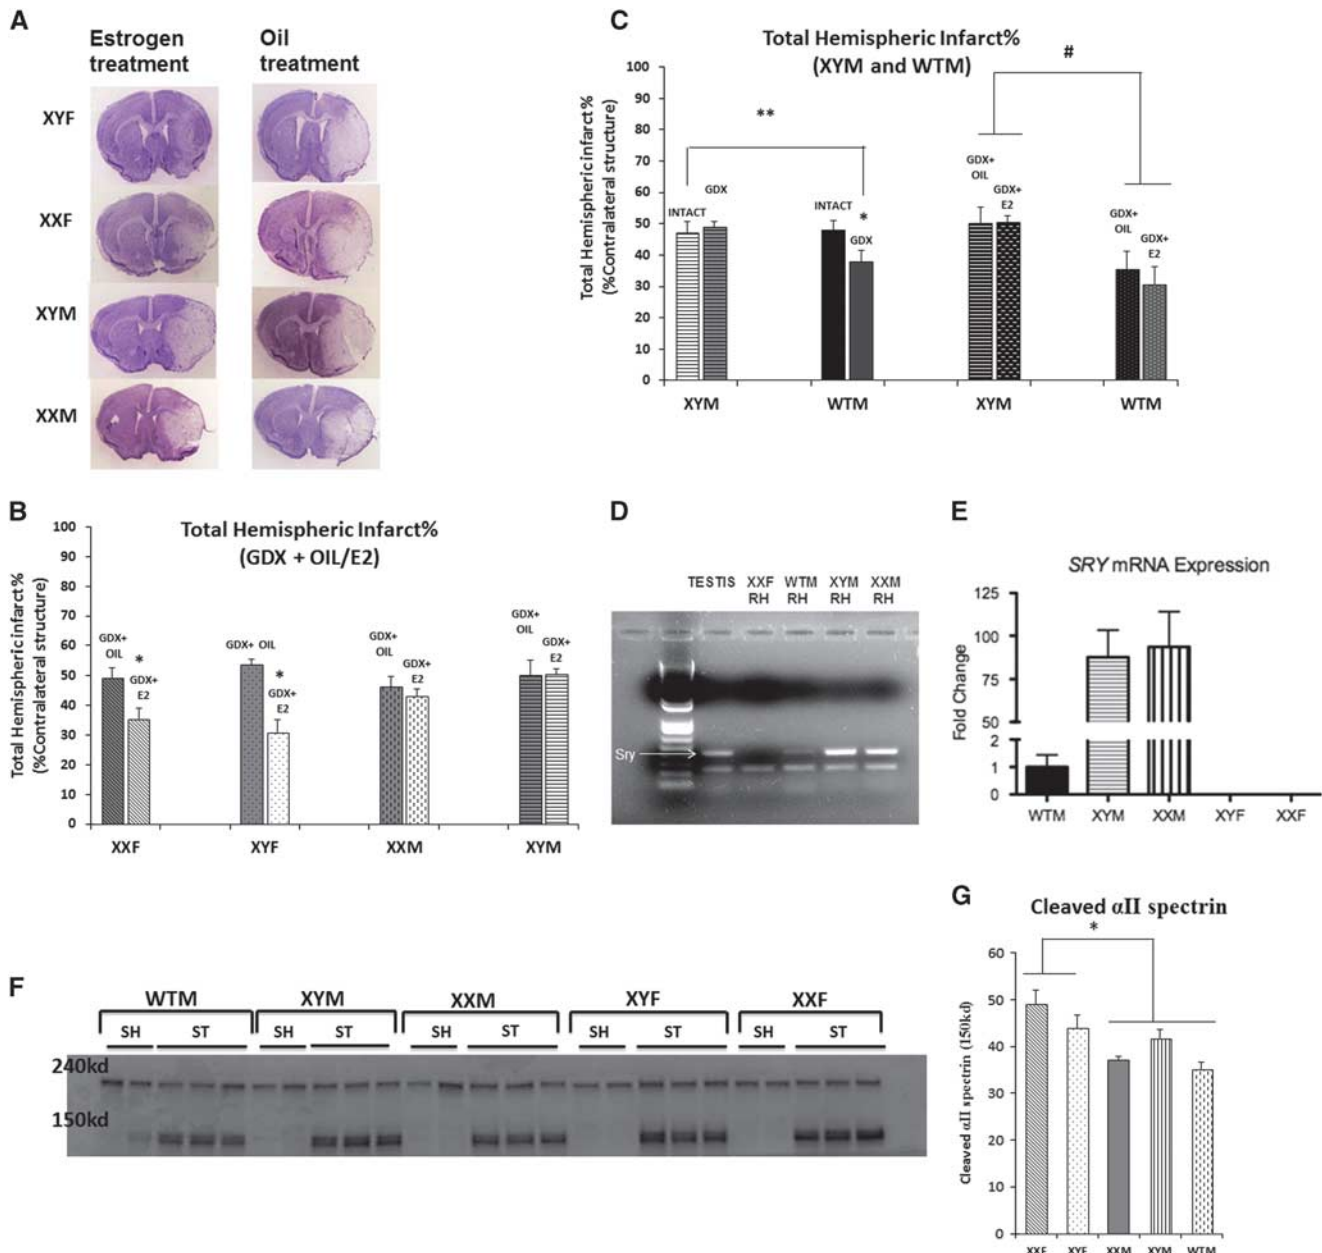 A
Estrogen
treatment
Oil
treatment
XYF
XXF
XYM
XXM
B
Total Hemispheric Infarct%
(GDX + OIL/E2)
Total Hemispheric infarct %
(%Contralateral structure)
100
90
80
70
60
50
40
30
20
10
0
GDX+
OIL
*
GDX+
E2
GDX+ OIL
*
GDX+
E2
GDX+
OIL
GDX+
E2
GDX+
OIL
GDX+
E2
XXF
XYF
XXM
XYM
C
Total Hemispheric Infarct%
(XYM and WTM)
Total Hemispheric infarct %
(%Contralateral structure)
100
90
80
70
60
50
40
30
20
10
0
**
#
INTACT
GDX
INTACT
*
GDX
GDX+
OIL
GDX+
E2
GDX+
OIL
GDX+
E2
XYM
WTM
XYM
WTM
D
TESTIS XXF WTM XYM XXM
RH RH RH RH
Sry
E
SRY mRNA Expression
Fold Change
125
100
75
50
2
1
0
WTM XYM XXM XYF XXF
F
WTM XYM XXM XYF XXF
SH ST SH ST SH ST SH ST SH ST
240kd
150kd
G
Cleaved αII spectrin
*
Cleaved αII spectrin (150kd)
60
50
40
30
20
10
0
XXF XYF XXM XYM WTM